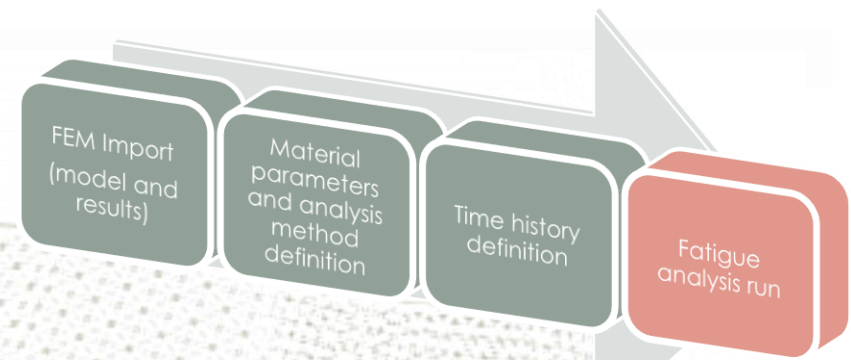 FEM Import
(model and
results)
Material
parameters
and analysis
method
definition
Time history
definition
Fatigue
analysis run